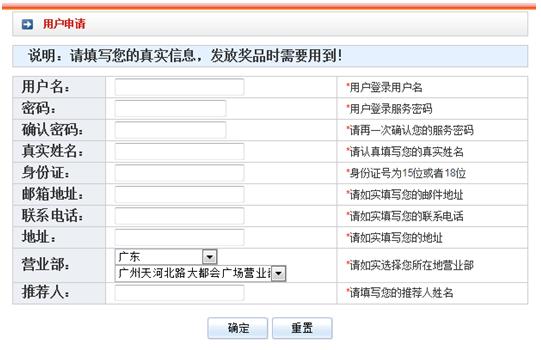 用户申请
说明：请填写您的真实信息，发放奖品时需要用到！
用户名： *用户登录用户名
密码： *用户登录服务密码
确认密码： *请再一次确认您的服务密码
真实姓名： *请认真填写您的真实姓名
身份证： *身份证号为15位或者18位
邮箱地址： *请如实填写您的邮件地址
联系电话： *请如实填写您的联系电话
地址： *请如实填写您的地址
营业部： 广东 *请如实选择您所在地营业部
广州天河北路大都会广场营业
推荐人： *请填写您的推荐人姓名
确定 重置